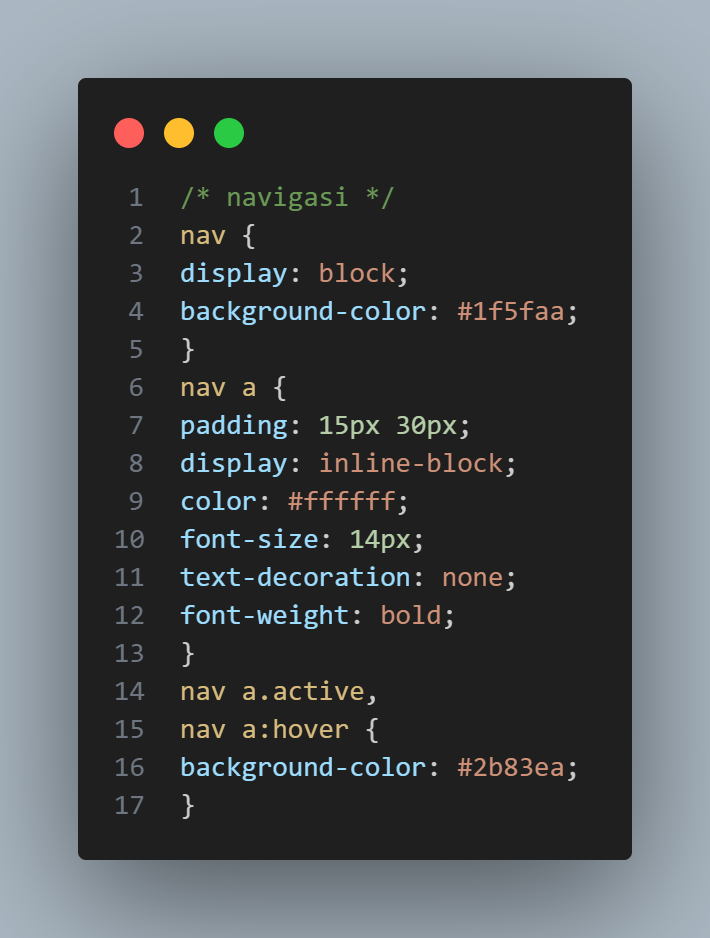 1 /* navigasi */
2 nav {
3 display: block;
4 background-color: #1f5faa;
5 }
6 nav a {
7 padding: 15px 30px;
8 display: inline-block;
9 color: #ffffff;
10 font-size: 14px;
11 text-decoration: none;
12 font-weight: bold;
13 }
14 nav a.active,
15 nav a:hover {
16 background-color: #2b83ea;
17 }